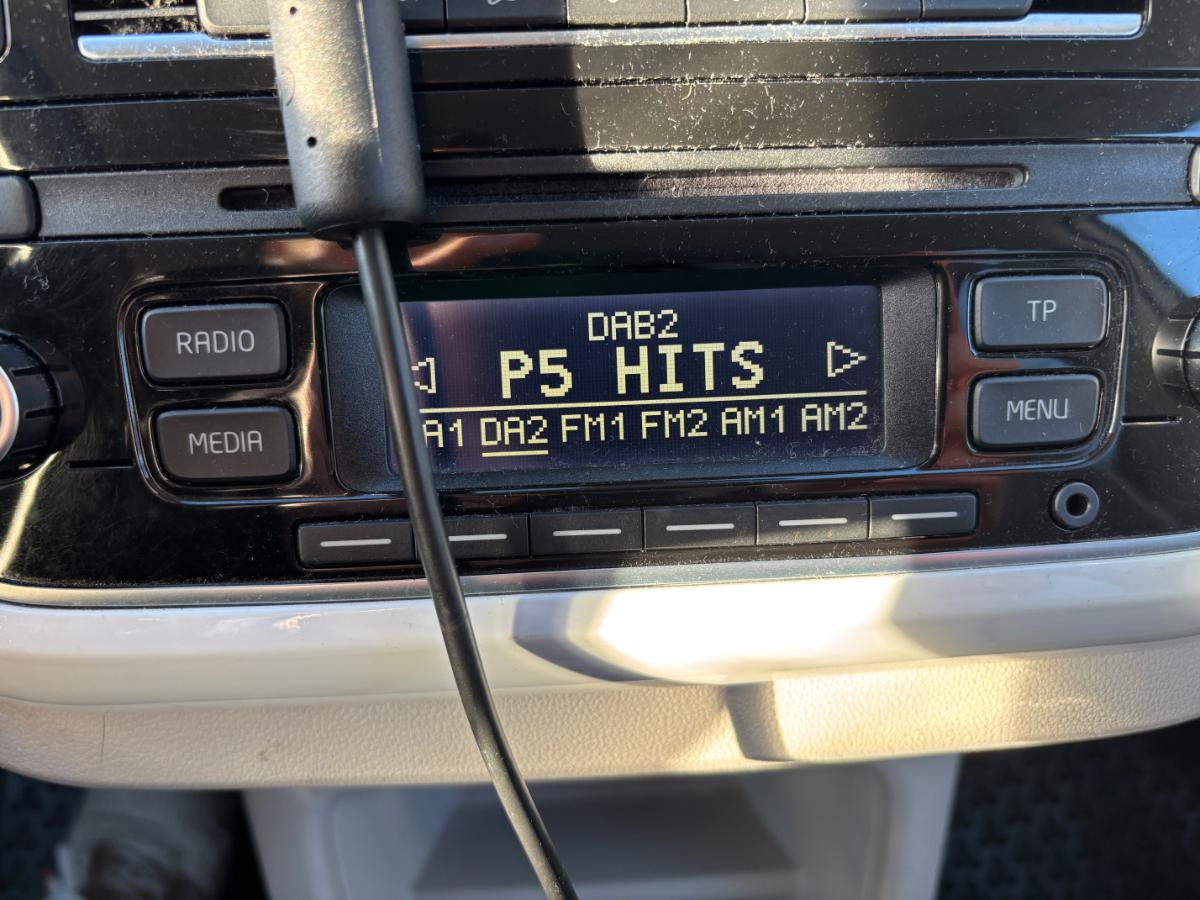 RADIO
MEDIA
DAB2
P5 HITS
A1 DA2 FM1 FM2 AM1 AM2
TP
MENU